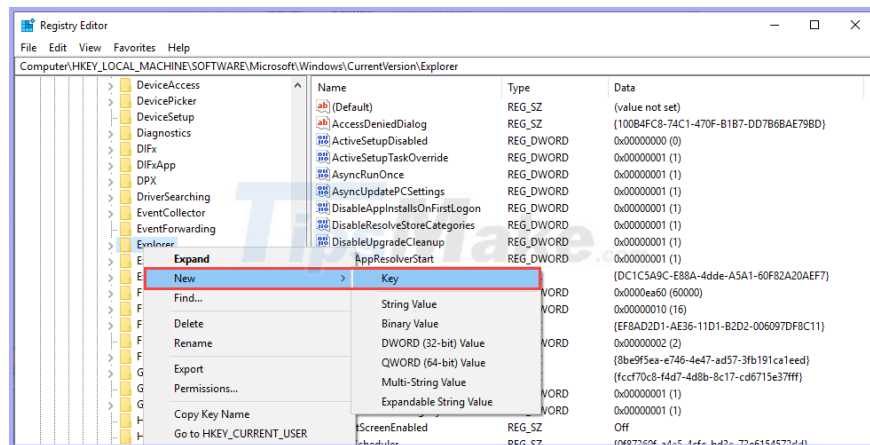 Registry Editor
File Edit View Favorites Help
Computer\HKEY_LOCAL_MACHINE\SOFTWARE\Microsoft\Windows\CurrentVersion\Explorer
DeviceAccess
DevicePicker
DeviceSetup
Diagnostics
DIFx
DIFxApp
DPX
DriverSearching
EventCollector
EventForwarding
Explorer
Name Type Data
(Default) REG_SZ (value not set)
AccessDeniedDialog REG_SZ {100B4FC8-74C1-470F-B1B7-DD7B6BAE79BD}
ActiveSetupDisabled REG_DWORD 0x00000000 (0)
ActiveSetupTaskOverride REG_DWORD 0x00000001 (1)
AsyncRunOnce REG_DWORD 0x00000001 (1)
AsyncUpdatePCSettings REG_DWORD 0x00000001 (1)
DisableAppInstallsOnFirstLogon REG_DWORD 0x00000001 (1)
DisableResolveStoreCategories REG_DWORD 0x00000001 (1)
DisableUpgradeCleanup REG_DWORD 0x00000001 (1)
AppResolverStart REG_DWORD 0x00000001 (1)
{DC1C5A9C-E88A-4dde-A5A1-60F82A20AEF7}
WORD 0x0000ea60 (60000)
WORD 0x00000010 (16)
{EF8AD2D1-AE36-11D1-B2D2-006097DF8C11}
WORD 0x00000002 (2)
{8be9f5ea-e746-4e47-ad57-3fb191ca1eed}
{fccf70c8-f4d7-4d8b-8c17-cd6715e37fff}
WORD 0x00000001 (1)
WORD 0x00000001 (1)
tScreenEnabled REG_SZ Off
Expand
New
Find...
Delete
Rename
Export
Permissions...
Copy Key Name
Go to HKEY_CURRENT_USER
Key
String Value
Binary Value
DWORD (32-bit) Value
QWORD (64-bit) Value
Multi-String Value
Expandable String Value
TipsMake.com